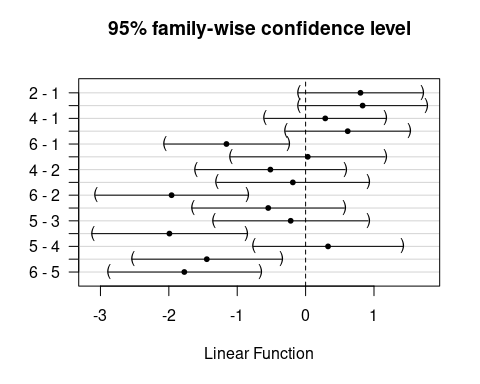 95% family-wise confidence level
2 - 1
4 - 1
6 - 1
4 - 2
6 - 2
5 - 3
5 - 4
6 - 5
-3 -2 -1 0 1
Linear Function